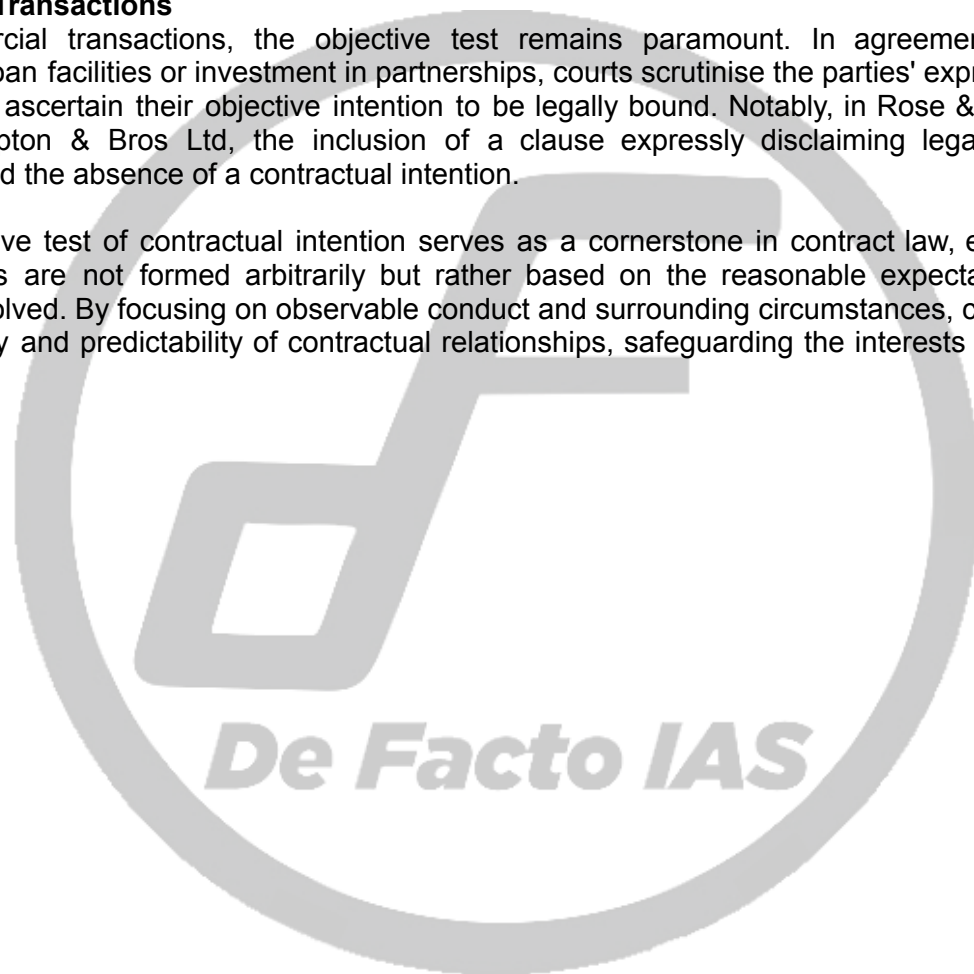 Transactions
rcial transactions, the objective test remains paramount. In agreemen
oan facilities or investment in partnerships, courts scrutinise the parties' expr
ascertain their objective intention to be legally bound. Notably, in Rose &
pton & Bros Ltd, the inclusion of a clause expressly disclaiming lega
d the absence of a contractual intention.
ve test of contractual intention serves as a cornerstone in contract law, e
s are not formed arbitrarily but rather based on the reasonable expecta
olved. By focusing on observable conduct and surrounding circumstances, c
y and predictability of contractual relationships, safeguarding the interests
De Facto IAS